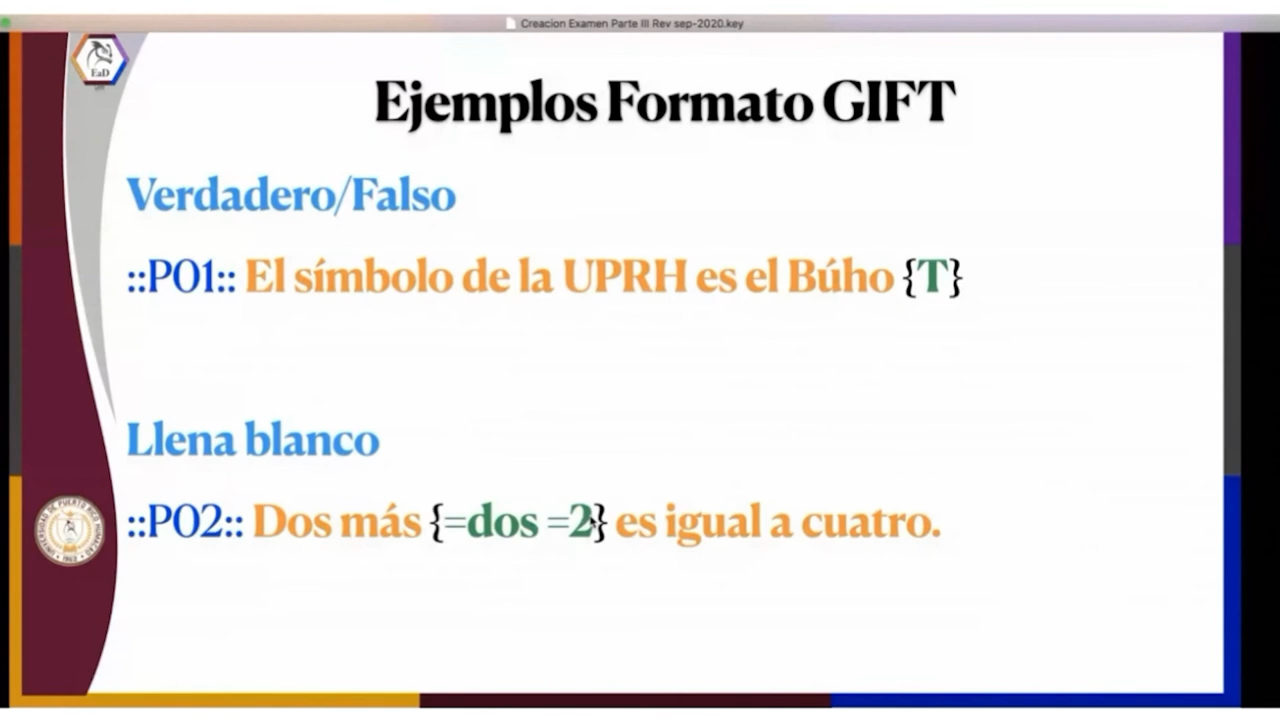 Creacion Examen Parte III Rev sep-2020.key
EaD
Ejemplos Formato GIFT
Verdadero/Falso
::P01:: El símbolo de la UPRH es el Búho {T}
Llena blanco
::P02:: Dos más {=dos =2} es igual a cuatro.